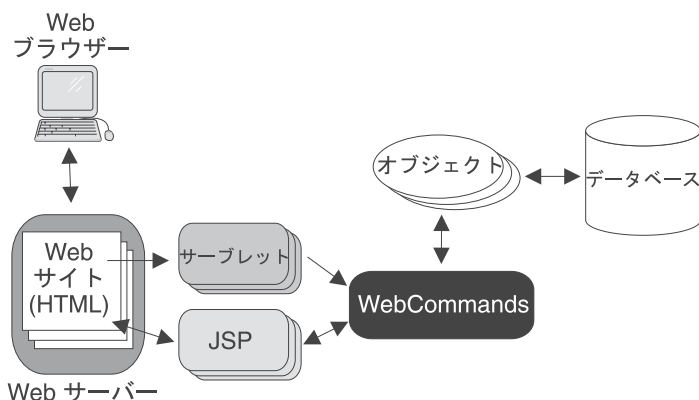 Web
ブラウザー
Web
サイト
(HTML)
Web サーバー
サーブレット
JSP
WebCommands
オブジェクト
データベース